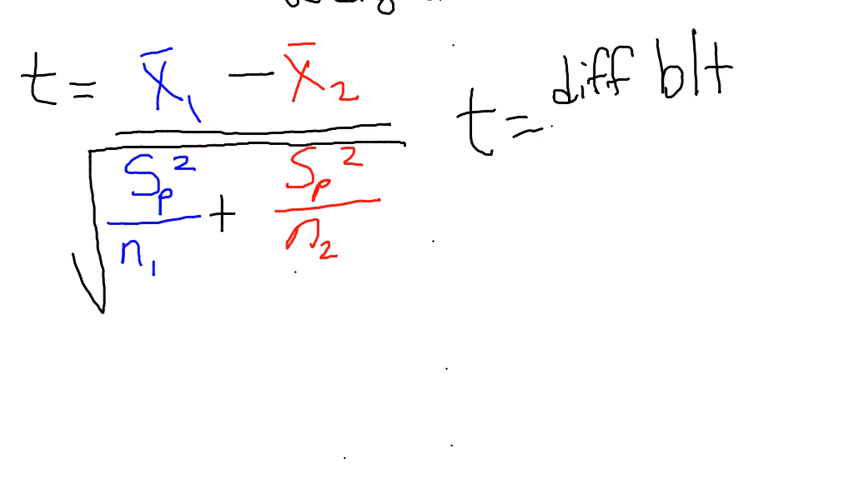 t = X̄₁ − X̄₂ / √(Sp²/n₁ + Sp²/n₂)
t = diff b/t